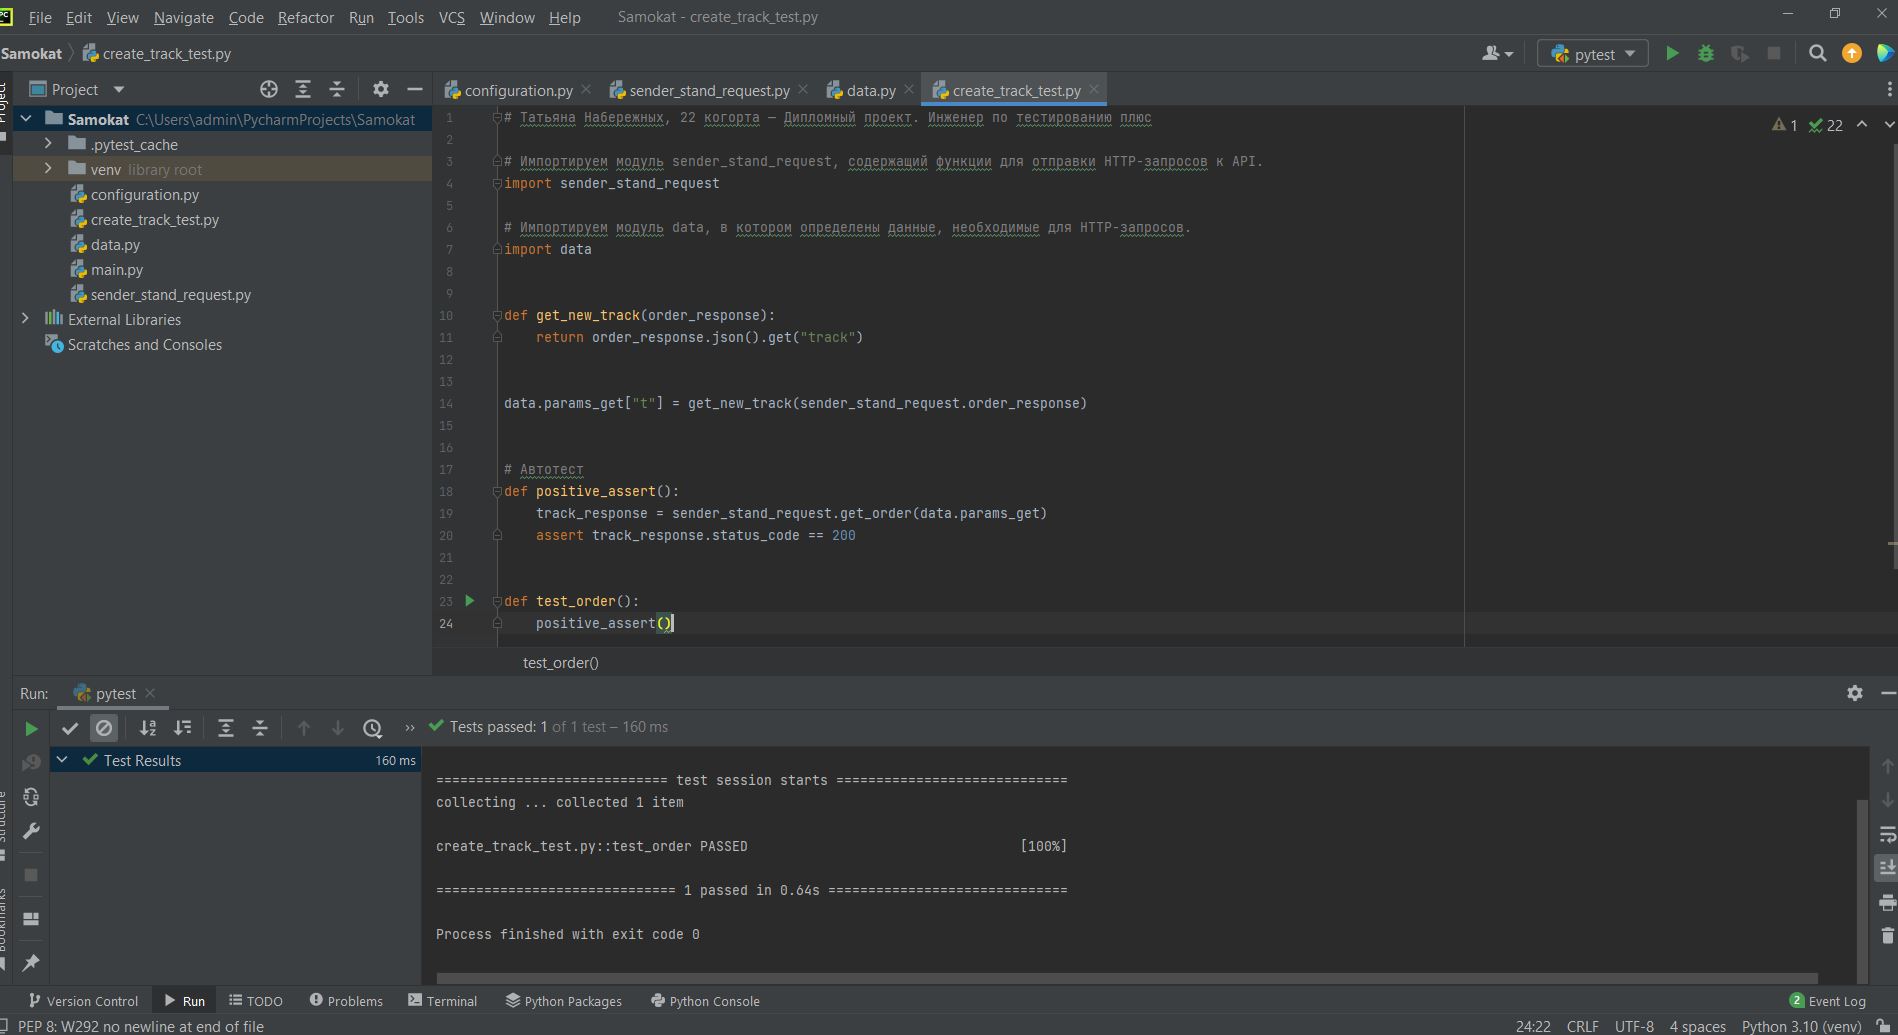 File Edit View Navigate Code Refactor Run Tools VCS Window Help Samokat - create_track_test.py
Samokat create_track_test.py pytest
Project
configuration.py sender_stand_request.py data.py create_track_test.py
Samokat C:\Users\admin\PycharmProjects\Samokat
.pytest_cache
venv library root
configuration.py
create_track_test.py
data.py
main.py
sender_stand_request.py
External Libraries
Scratches and Consoles
1 22
1 # Татьяна Набережных, 22 когорта — Дипломный проект. Инженер по тестированию плюс
2
3 # Импортируем модуль sender_stand_request, содержащий функции для отправки HTTP-запросов к API.
4 import sender_stand_request
5
6 # Импортируем модуль data, в котором определены данные, необходимые для HTTP-запросов.
7 import data
8
9
10 def get_new_track(order_response):
11 return order_response.json().get("track")
12
13
14 data.params_get["t"] = get_new_track(sender_stand_request.order_response)
15
16
17 # Автотест
18 def positive_assert():
19 track_response = sender_stand_request.get_order(data.params_get)
20 assert track_response.status_code == 200
21
22
23 def test_order():
24 positive_assert()
test_order()
Run: pytest
Tests passed: 1 of 1 test – 160 ms
Test Results 160 ms
============================= test session starts =============================
collecting ... collected 1 item
create_track_test.py::test_order PASSED [100%]
============================== 1 passed in 0.64s ==============================
Process finished with exit code 0
Version Control Run TODO Problems Terminal Python Packages Python Console 2 Event Log
PEP 8: W292 no newline at end of file 24:22 CRLF UTF-8 4 spaces Python 3.10 (venv)